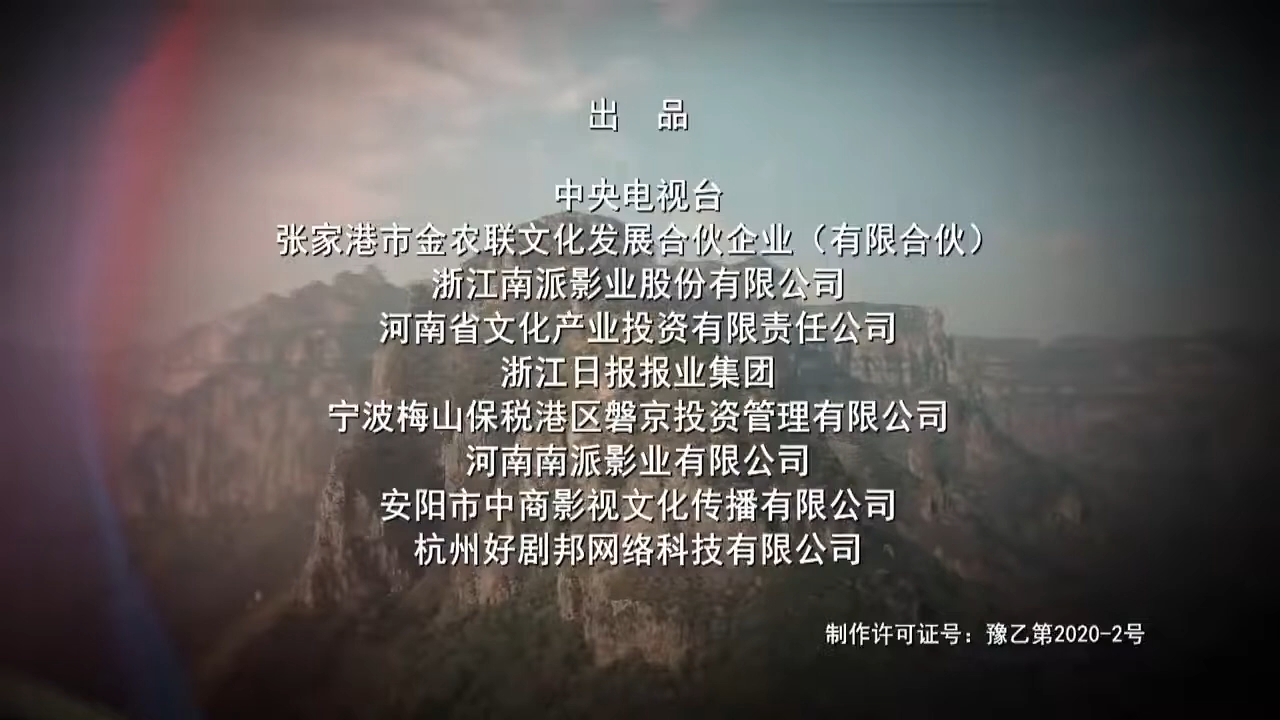 出 品
中央电视台
张家港市金农联文化发展合伙企业（有限合伙）
浙江南派影业股份有限公司
河南省文化产业投资有限责任公司
浙江日报报业集团
宁波梅山保税港区磐京投资管理有限公司
河南南派影业有限公司
安阳市中商影视文化传播有限公司
杭州好剧邦网络科技有限公司
制作许可证号：豫乙第2020-2号